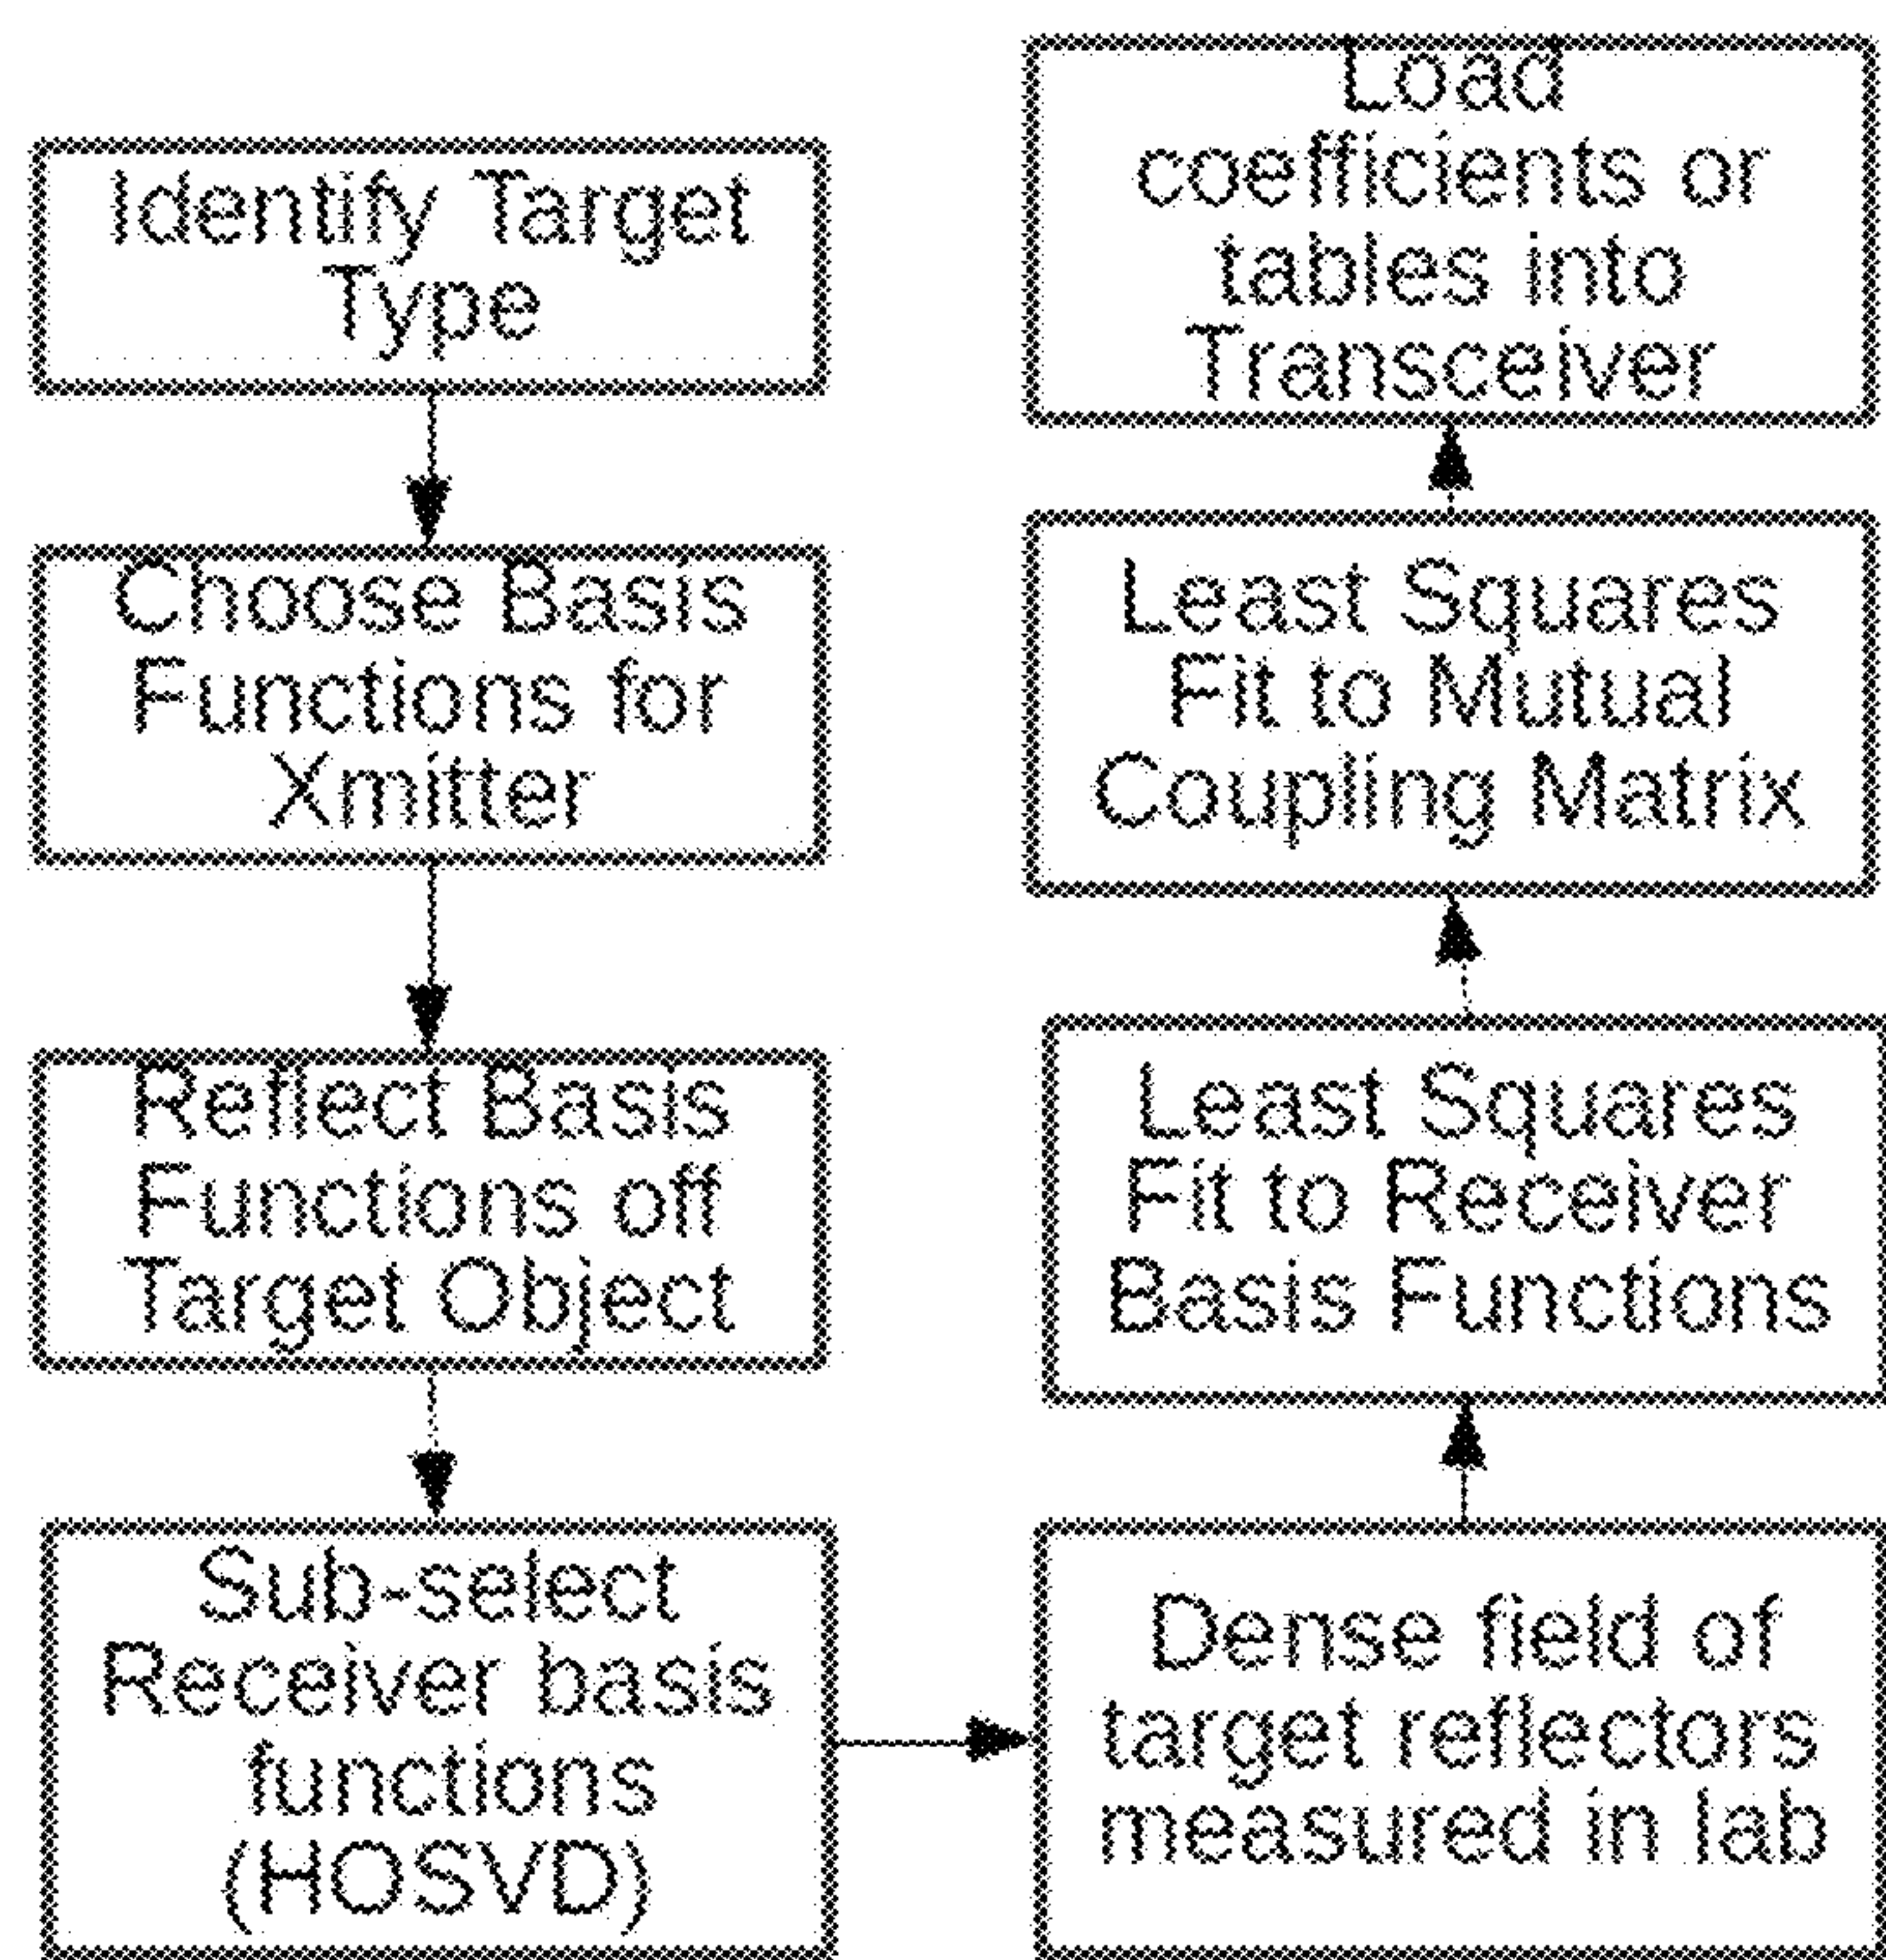 Identify Target
Type
Choose Basis
Functions for
Xmitter
Reflect Basis
Functions off
Target Object
Sub-select
Receiver basis
functions
(HOSVD)
Dense field of
target reflectors
measured in lab
Least Squares
Fit to Receiver
Basis Functions
Least Squares
Fit to Mutual
Coupling Matrix
Load
coefficients or
tables into
Transceiver